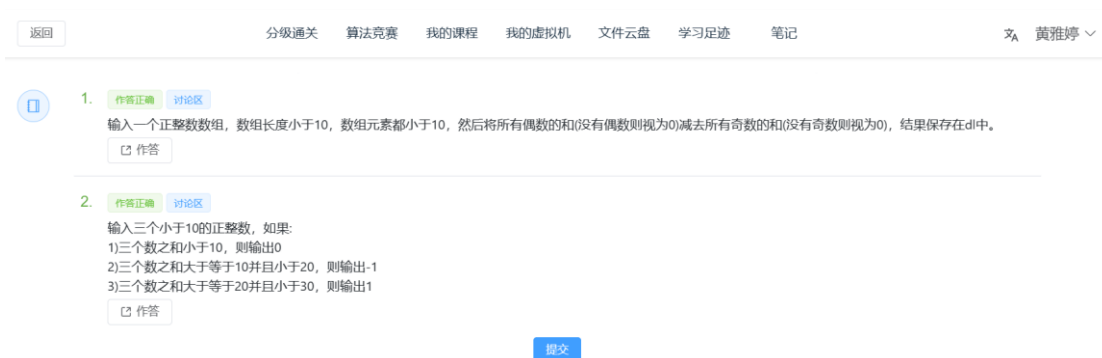 返回 分级通关 算法竞赛 我的课程 我的虚拟机 文件云盘 学习足迹 笔记 文A 黄雅婷
1. 作答正确 讨论区
输入一个正整数数组，数组长度小于10，数组元素都小于10，然后将所有偶数的和(没有偶数则视为0)减去所有奇数的和(没有奇数则视为0)，结果保存在dl中。
作答
2. 作答正确 讨论区
输入三个小于10的正整数，如果:
1)三个数之和小于10，则输出0
2)三个数之和大于等于10并且小于20，则输出-1
3)三个数之和大于等于20并且小于30，则输出1
作答
提交